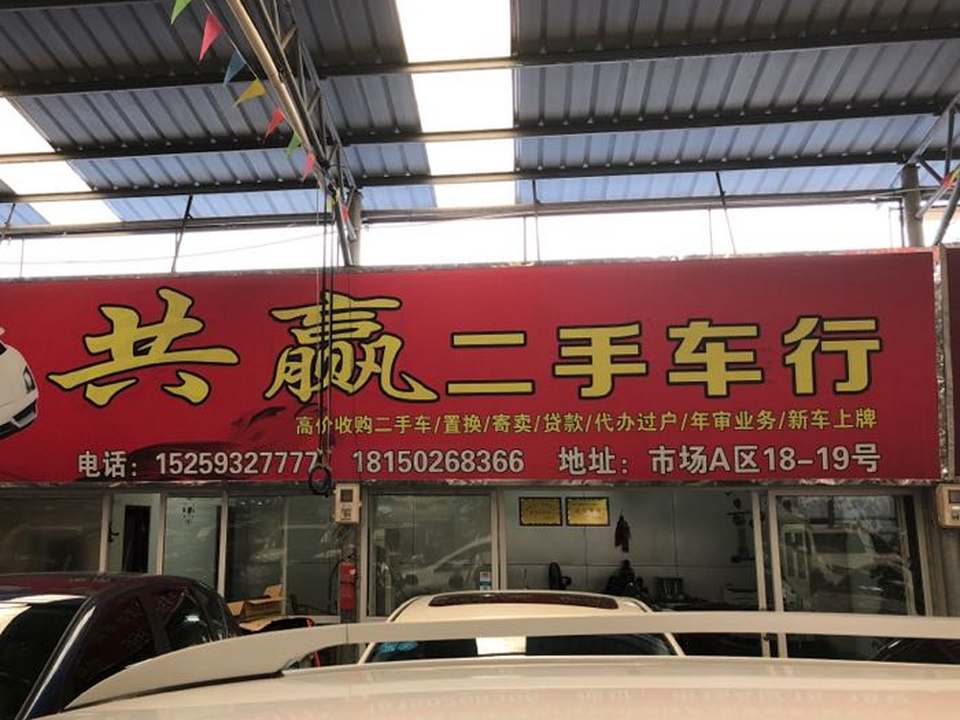 共赢二手车行
高价收购二手车/置换/寄卖/贷款/代办过户/年审业务/新车上牌
电话：15259327777 18150268366 地址：市场A区18-19号